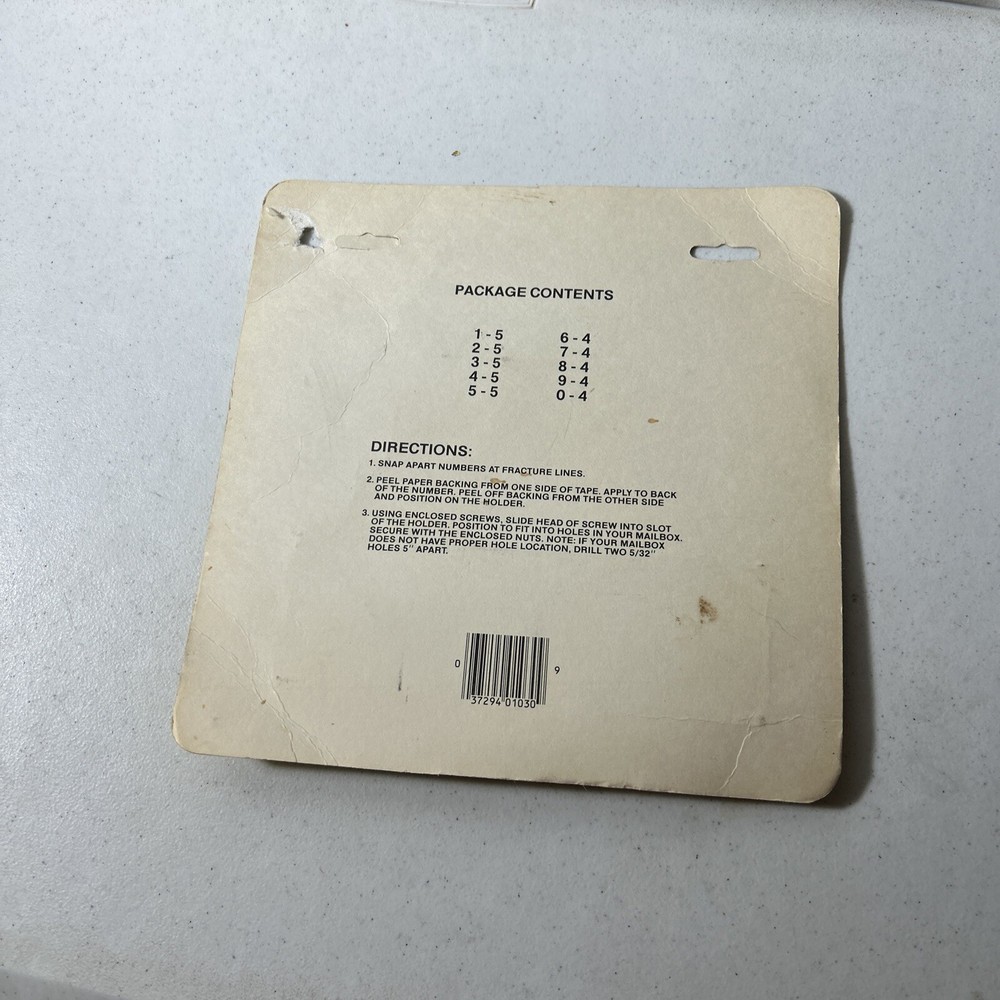 PACKAGE CONTENTS
1 - 5 6 - 4
2 - 5 7 - 4
3 - 5 8 - 4
4 - 5 9 - 4
5 - 5 0 - 4
DIRECTIONS:
1. SNAP APART NUMBERS AT FRACTURE LINES.
2. PEEL PAPER BACKING FROM ONE SIDE OF TAPE. APPLY TO BACK
OF THE NUMBER. PEEL OFF BACKING FROM THE OTHER SIDE
AND POSITION ON THE HOLDER.
3. USING ENCLOSED SCREWS, SLIDE HEAD OF SCREW INTO SLOT
OF THE HOLDER. POSITION TO FIT INTO HOLES IN YOUR MAILBOX.
SECURE WITH THE ENCLOSED NUTS. NOTE: IF YOUR MAILBOX
DOES NOT HAVE PROPER HOLE LOCATION, DRILL TWO 5/32"
HOLES 5" APART.
0 37294 01030 9